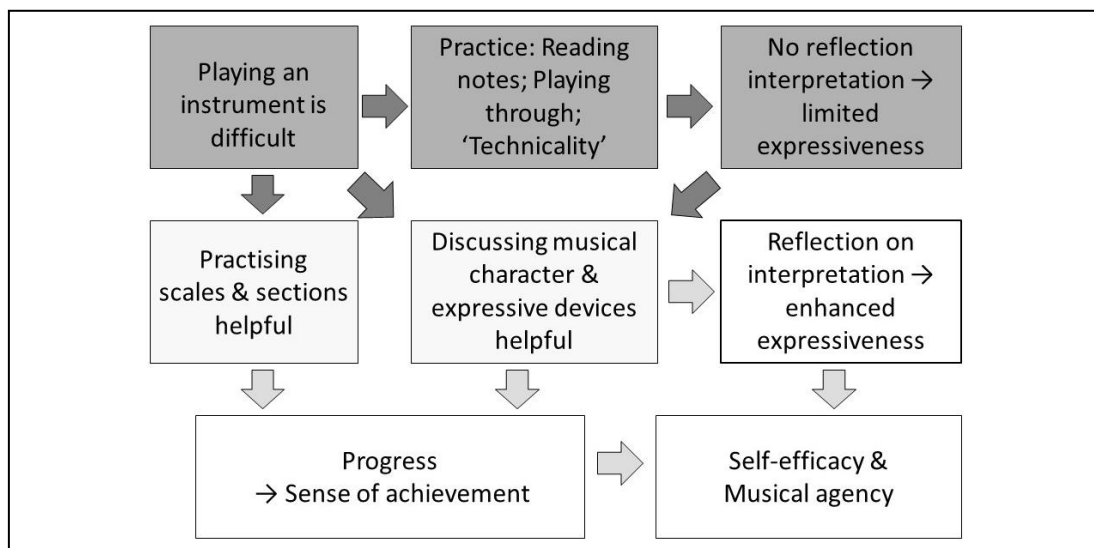 Playing an
instrument is
difficult
Practice: Reading
notes; Playing
through;
‘Technicality’
No reflection
interpretation →
limited
expressiveness
Practising
scales & sections
helpful
Discussing musical
character &
expressive devices
helpful
Reflection on
interpretation →
enhanced
expressiveness
Progress
→ Sense of achievement
Self-efficacy &
Musical agency